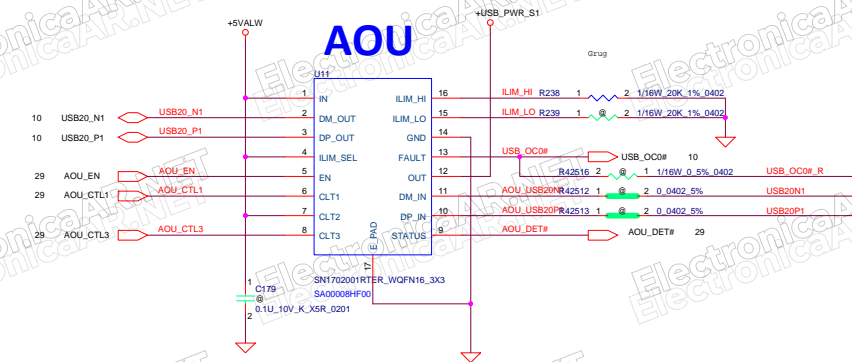 +5VALW
AOU
+USB_PWR_S1
Grug
U11
1 IN ILIM_HI 16 ILIM_HI R238 1 2 1/16W_20K_1%_0402
10 USB20_N1 USB20_N1 2 DM_OUT ILIM_LO 15 ILIM_LO R239 1 @ 2 1/16W_20K_1%_0402
10 USB20_P1 USB20_P1 3 DP_OUT GND 14
4 ILIM_SEL FAULT 13 USB_OC0# USB_OC0# 10
29 AOU_EN AOU_EN 5 EN OUT 12 R42516 2 @ 1 1/16W_0_5%_0402 USB_OC0#_R
29 AOU_CTL1 AOU_CTL1 6 CLT1 DM_IN 11 AOU_USB20N1 R42512 1 @ 2 0_0402_5% USB20N1
7 CLT2 DP_IN 10 AOU_USB20P1 R42513 1 @ 2 0_0402_5% USB20P1
29 AOU_CTL3 AOU_CTL3 8 CLT3 STATUS 9 AOU_DET# AOU_DET# 29
E_PAD
17
SN1702001RTER_WQFN16_3X3
SA00008HF00
1
C179
@
0.1U_10V_K_X5R_0201
2
ElectronicaAR.NET